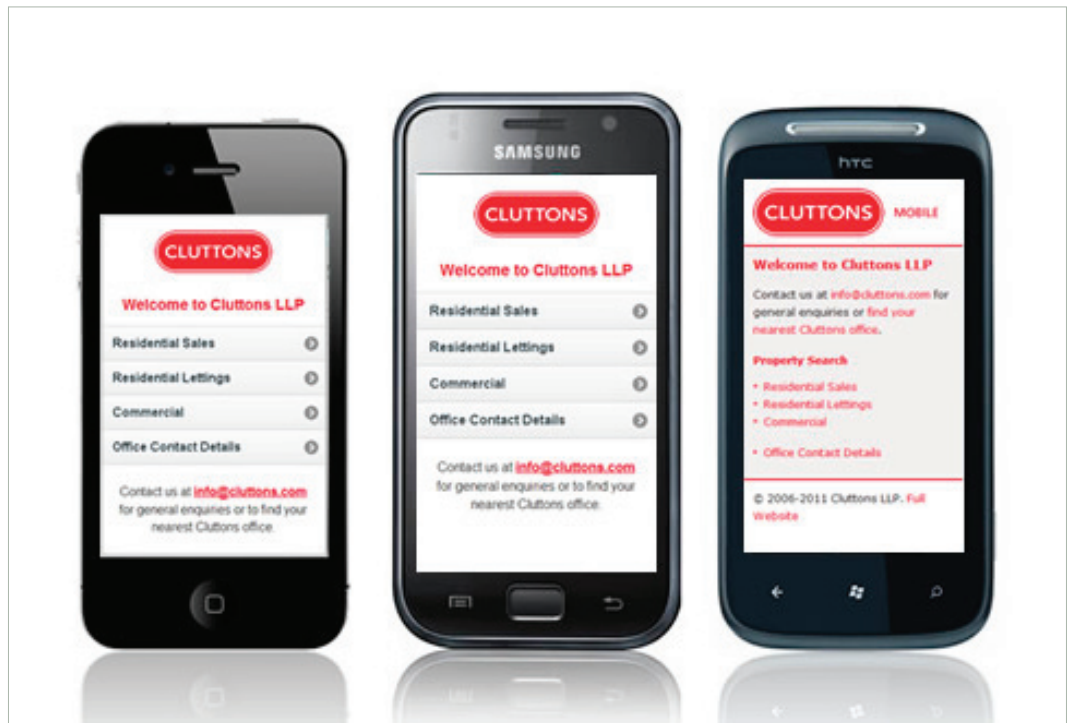 CLUTTONS
Welcome to Cluttons LLP
Residential Sales
Residential Lettings
Commercial
Office Contact Details
Contact us at info@cluttons.com
for general enquiries or to find your
nearest Cluttons office.
SAMSUNG
CLUTTONS
Welcome to Cluttons LLP
Residential Sales
Residential Lettings
Commercial
Office Contact Details
Contact us at info@cluttons.com
for general enquiries or to find your
nearest Cluttons office.
hTC
CLUTTONS MOBILE
Welcome to Cluttons LLP
Contact us at info@cluttons.com for
general enquiries or find your
nearest Cluttons office.
Property Search
• Residential Sales
• Residential Lettings
• Commercial
• Office Contact Details
© 2006-2011 Cluttons LLP. Full
Website